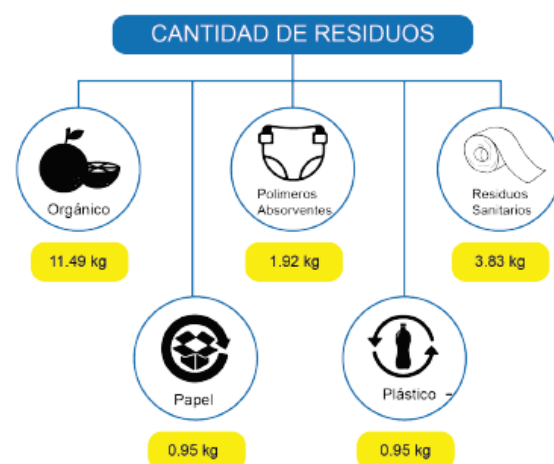 CANTIDAD DE RESIDUOS
Orgánico
11.49 kg
Polimeros
Absorventes
1.92 kg
Residuos
Sanitarios
3.83 kg
Papel
0.95 kg
Plástico
0.95 kg